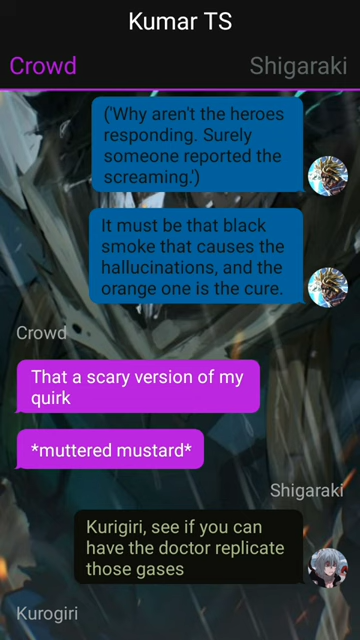 Kumar TS
Crowd
Shigaraki
('Why aren't the heroes
responding. Surely
someone reported the
screaming.')
It must be that black
smoke that causes the
hallucinations, and the
orange one is the cure.
Crowd
That a scary version of my
quirk
*muttered mustard*
Shigaraki
Kurigiri, see if you can
have the doctor replicate
those gases
Kurogiri